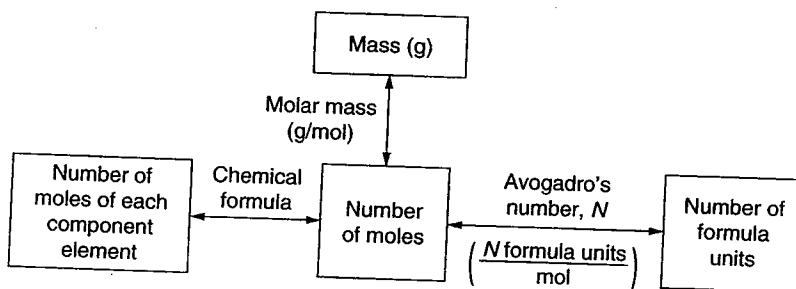 Mass (g)
Molar mass
(g/mol)
Number of
moles of each
component
element
Chemical
formula
Number
of moles
Avogadro's
number, N
(N formula units / mol)
Number of
formula
units